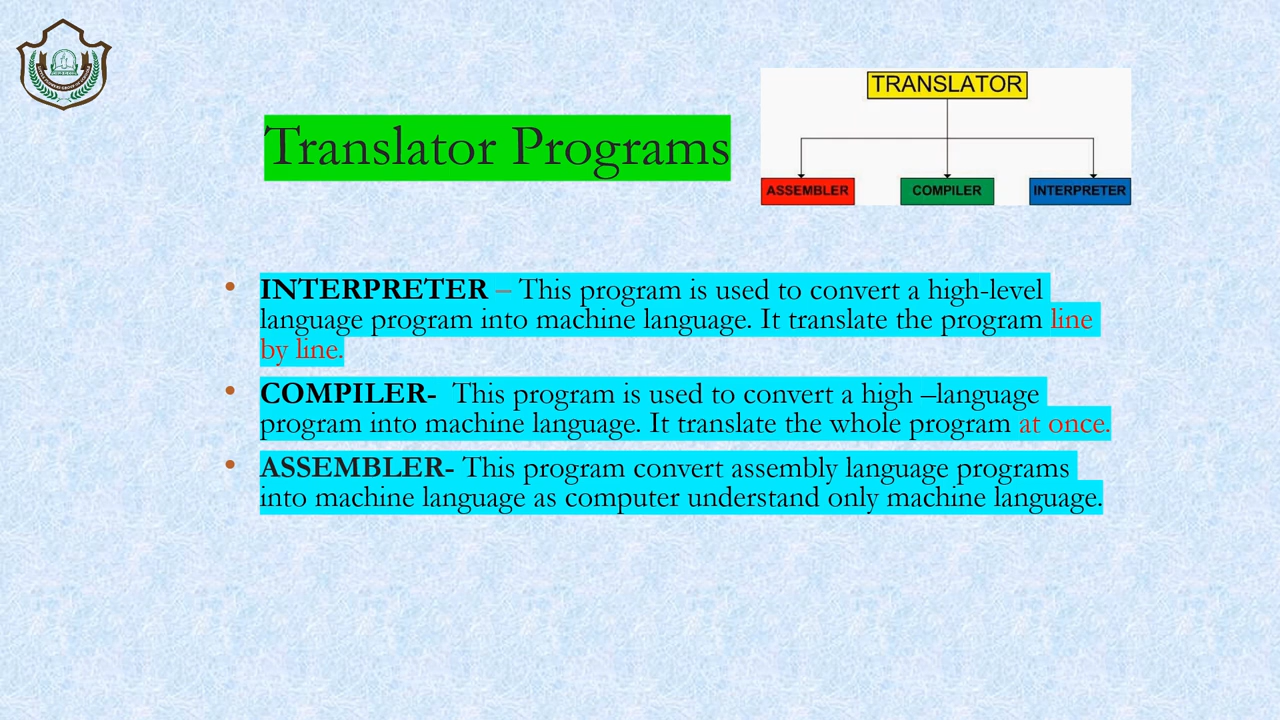 Translator Programs
TRANSLATOR
ASSEMBLER
COMPILER
INTERPRETER
• INTERPRETER – This program is used to convert a high-level
language program into machine language. It translate the program line
by line.
• COMPILER- This program is used to convert a high –language
program into machine language. It translate the whole program at once.
• ASSEMBLER- This program convert assembly language programs
into machine language as computer understand only machine language.